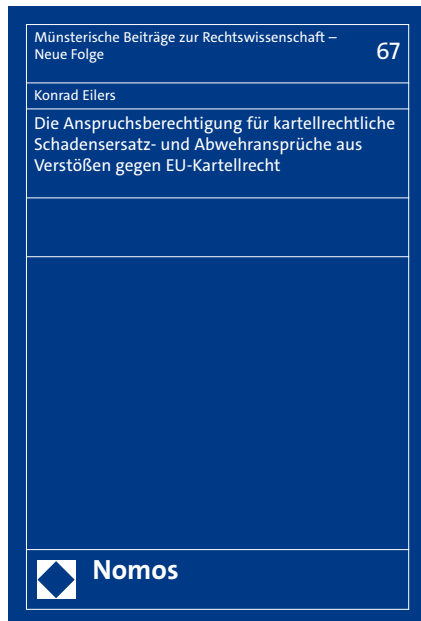 Münsterische Beiträge zur Rechtswissenschaft –
Neue Folge
67
Konrad Eilers
Die Anspruchsberechtigung für kartellrechtliche
Schadensersatz- und Abwehransprüche aus
Verstößen gegen EU-Kartellrecht
Nomos